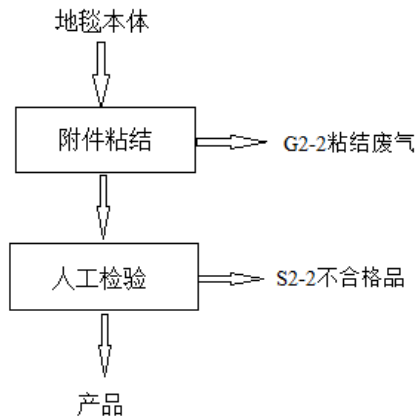 地毯本体
附件粘结
G2-2粘结废气
人工检验
S2-2不合格品
产品